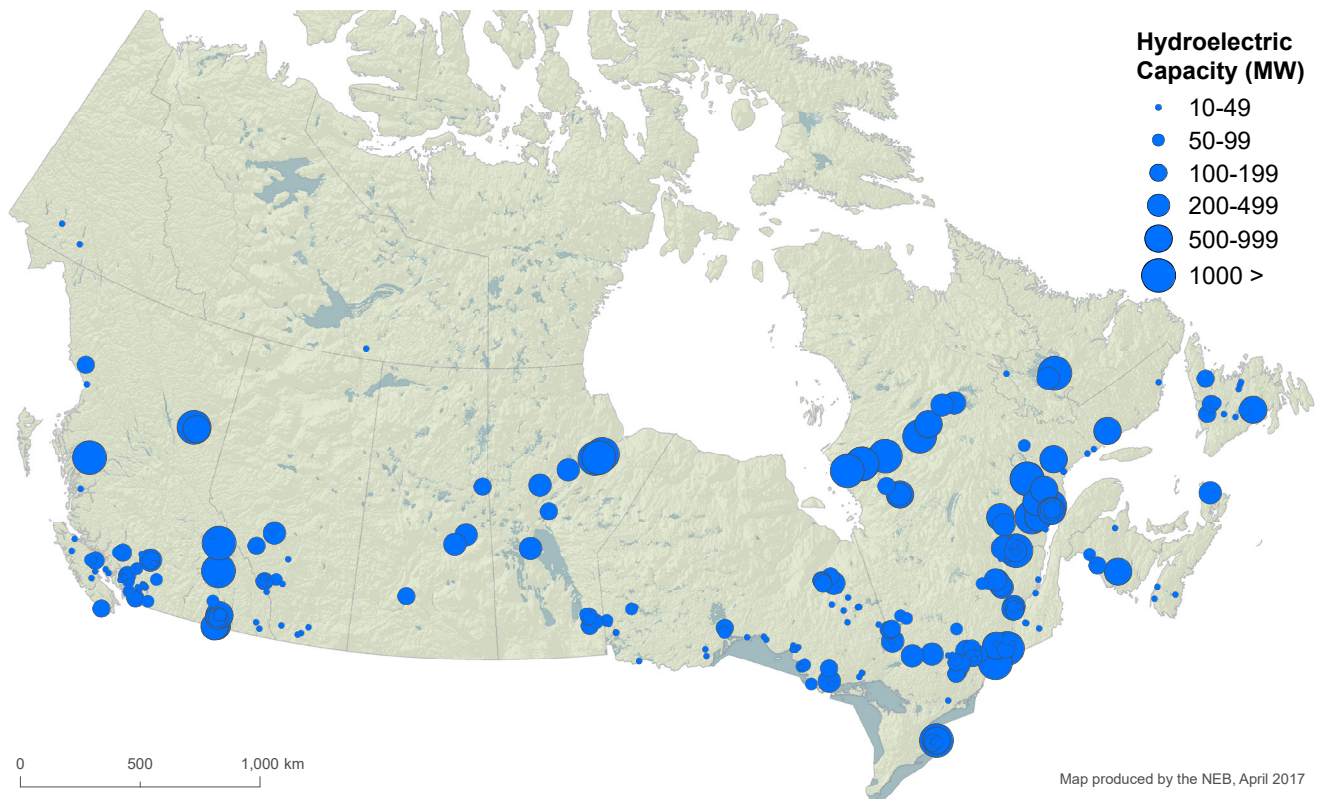 Hydroelectric
Capacity (MW)
10-49
50-99
100-199
200-499
500-999
1000 >
0 500 1,000 km
Map produced by the NEB, April 2017